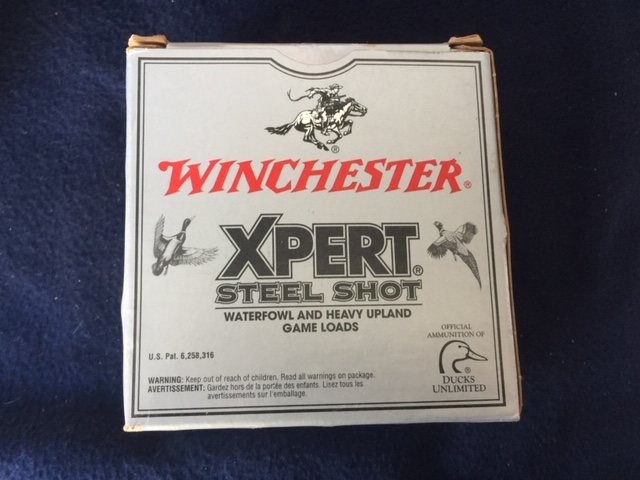 WINCHESTER®
XPERT®
STEEL SHOT
WATERFOWL AND HEAVY UPLAND
GAME LOADS
OFFICIAL
AMMUNITION OF
®
DUCKS
UNLIMITED
U.S. Pat. 6,258,316
WARNING: Keep out of reach of children. Read all warnings on package.
AVERTISSEMENT: Gardez hors de la portée des enfants. Lisez tous les
avertissements sur l'emballage.